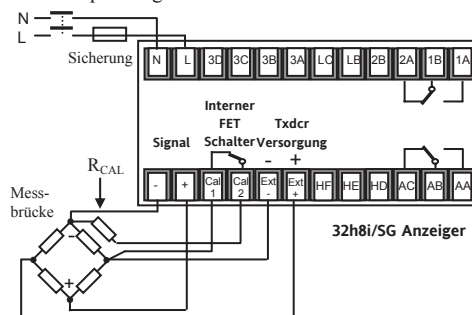 N
L
Sicherung
N L 3D 3C 3B 3A LC LB 2B 2A 1B 1A
Interner
FET
Schalter
Txdcr
Versorgung
Signal
- +
RCAL
- + Cal 1 Cal 2 Ext - Ext + HF HE HD AC AB AA
Mess-
brücke
32h8i/SG Anzeiger
-
+